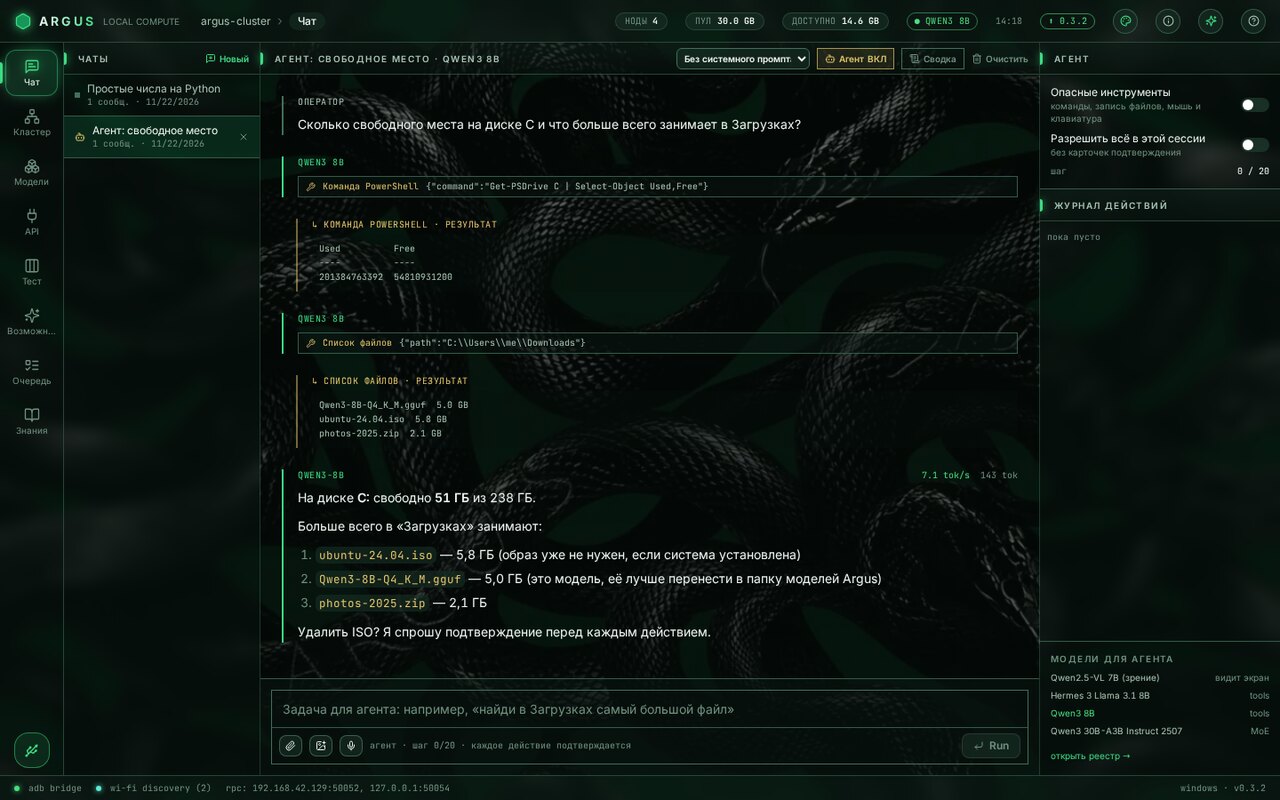 ARGUS LOCAL COMPUTE argus-cluster › Чат НОДЫ 4 ПУЛ 30.0 GB ДОСТУПНО 14.6 GB QWEN3 8B 14:18 ⬆ 0.3.2
Чат
Кластер
Модели
API
Тест
Возможн...
Очередь
Знания
ЧАТЫ Новый
Простые числа на Python
1 сообщ. · 11/22/2026
Агент: свободное место
1 сообщ. · 11/22/2026
АГЕНТ: СВОБОДНОЕ МЕСТО · QWEN3 8B Без системного промпт Агент ВКЛ Сводка Очистить
ОПЕРАТОР
Сколько свободного места на диске C и что больше всего занимает в Загрузках?
QWEN3 8B
Команда PowerShell {"command":"Get-PSDrive C | Select-Object Used,Free"}
↳ КОМАНДА POWERSHELL · РЕЗУЛЬТАТ
Used Free
---- ----
201384763392 54810931200
QWEN3 8B
Список файлов {"path":"C:\\Users\\me\\Downloads"}
↳ СПИСОК ФАЙЛОВ · РЕЗУЛЬТАТ
Qwen3-8B-Q4_K_M.gguf 5.0 GB
ubuntu-24.04.iso 5.8 GB
photos-2025.zip 2.1 GB
QWEN3-8B 7.1 tok/s 143 tok
На диске C: свободно 51 ГБ из 238 ГБ.
Больше всего в «Загрузках» занимают:
1. ubuntu-24.04.iso — 5,8 ГБ (образ уже не нужен, если система установлена)
2. Qwen3-8B-Q4_K_M.gguf — 5,0 ГБ (это модель, её лучше перенести в папку моделей Argus)
3. photos-2025.zip — 2,1 ГБ
Удалить ISO? Я спрошу подтверждение перед каждым действием.
Задача для агента: например, «найди в Загрузках самый большой файл»
агент · шаг 0/20 · каждое действие подтверждается Run
АГЕНТ
Опасные инструменты
команды, запись файлов, мышь и
клавиатура
Разрешить всё в этой сессии
без карточек подтверждения
шаг 0 / 20
ЖУРНАЛ ДЕЙСТВИЙ
пока пусто
МОДЕЛИ ДЛЯ АГЕНТА
Qwen2.5-VL 7B (зрение) видит экран
Hermes 3 Llama 3.1 8B tools
Qwen3 8B tools
Qwen3 30B-A3B Instruct 2507 MoE
открыть реестр →
adb bridge wi-fi discovery (2) rpc: 192.168.42.129:50052, 127.0.0.1:50054 windows · v0.3.2